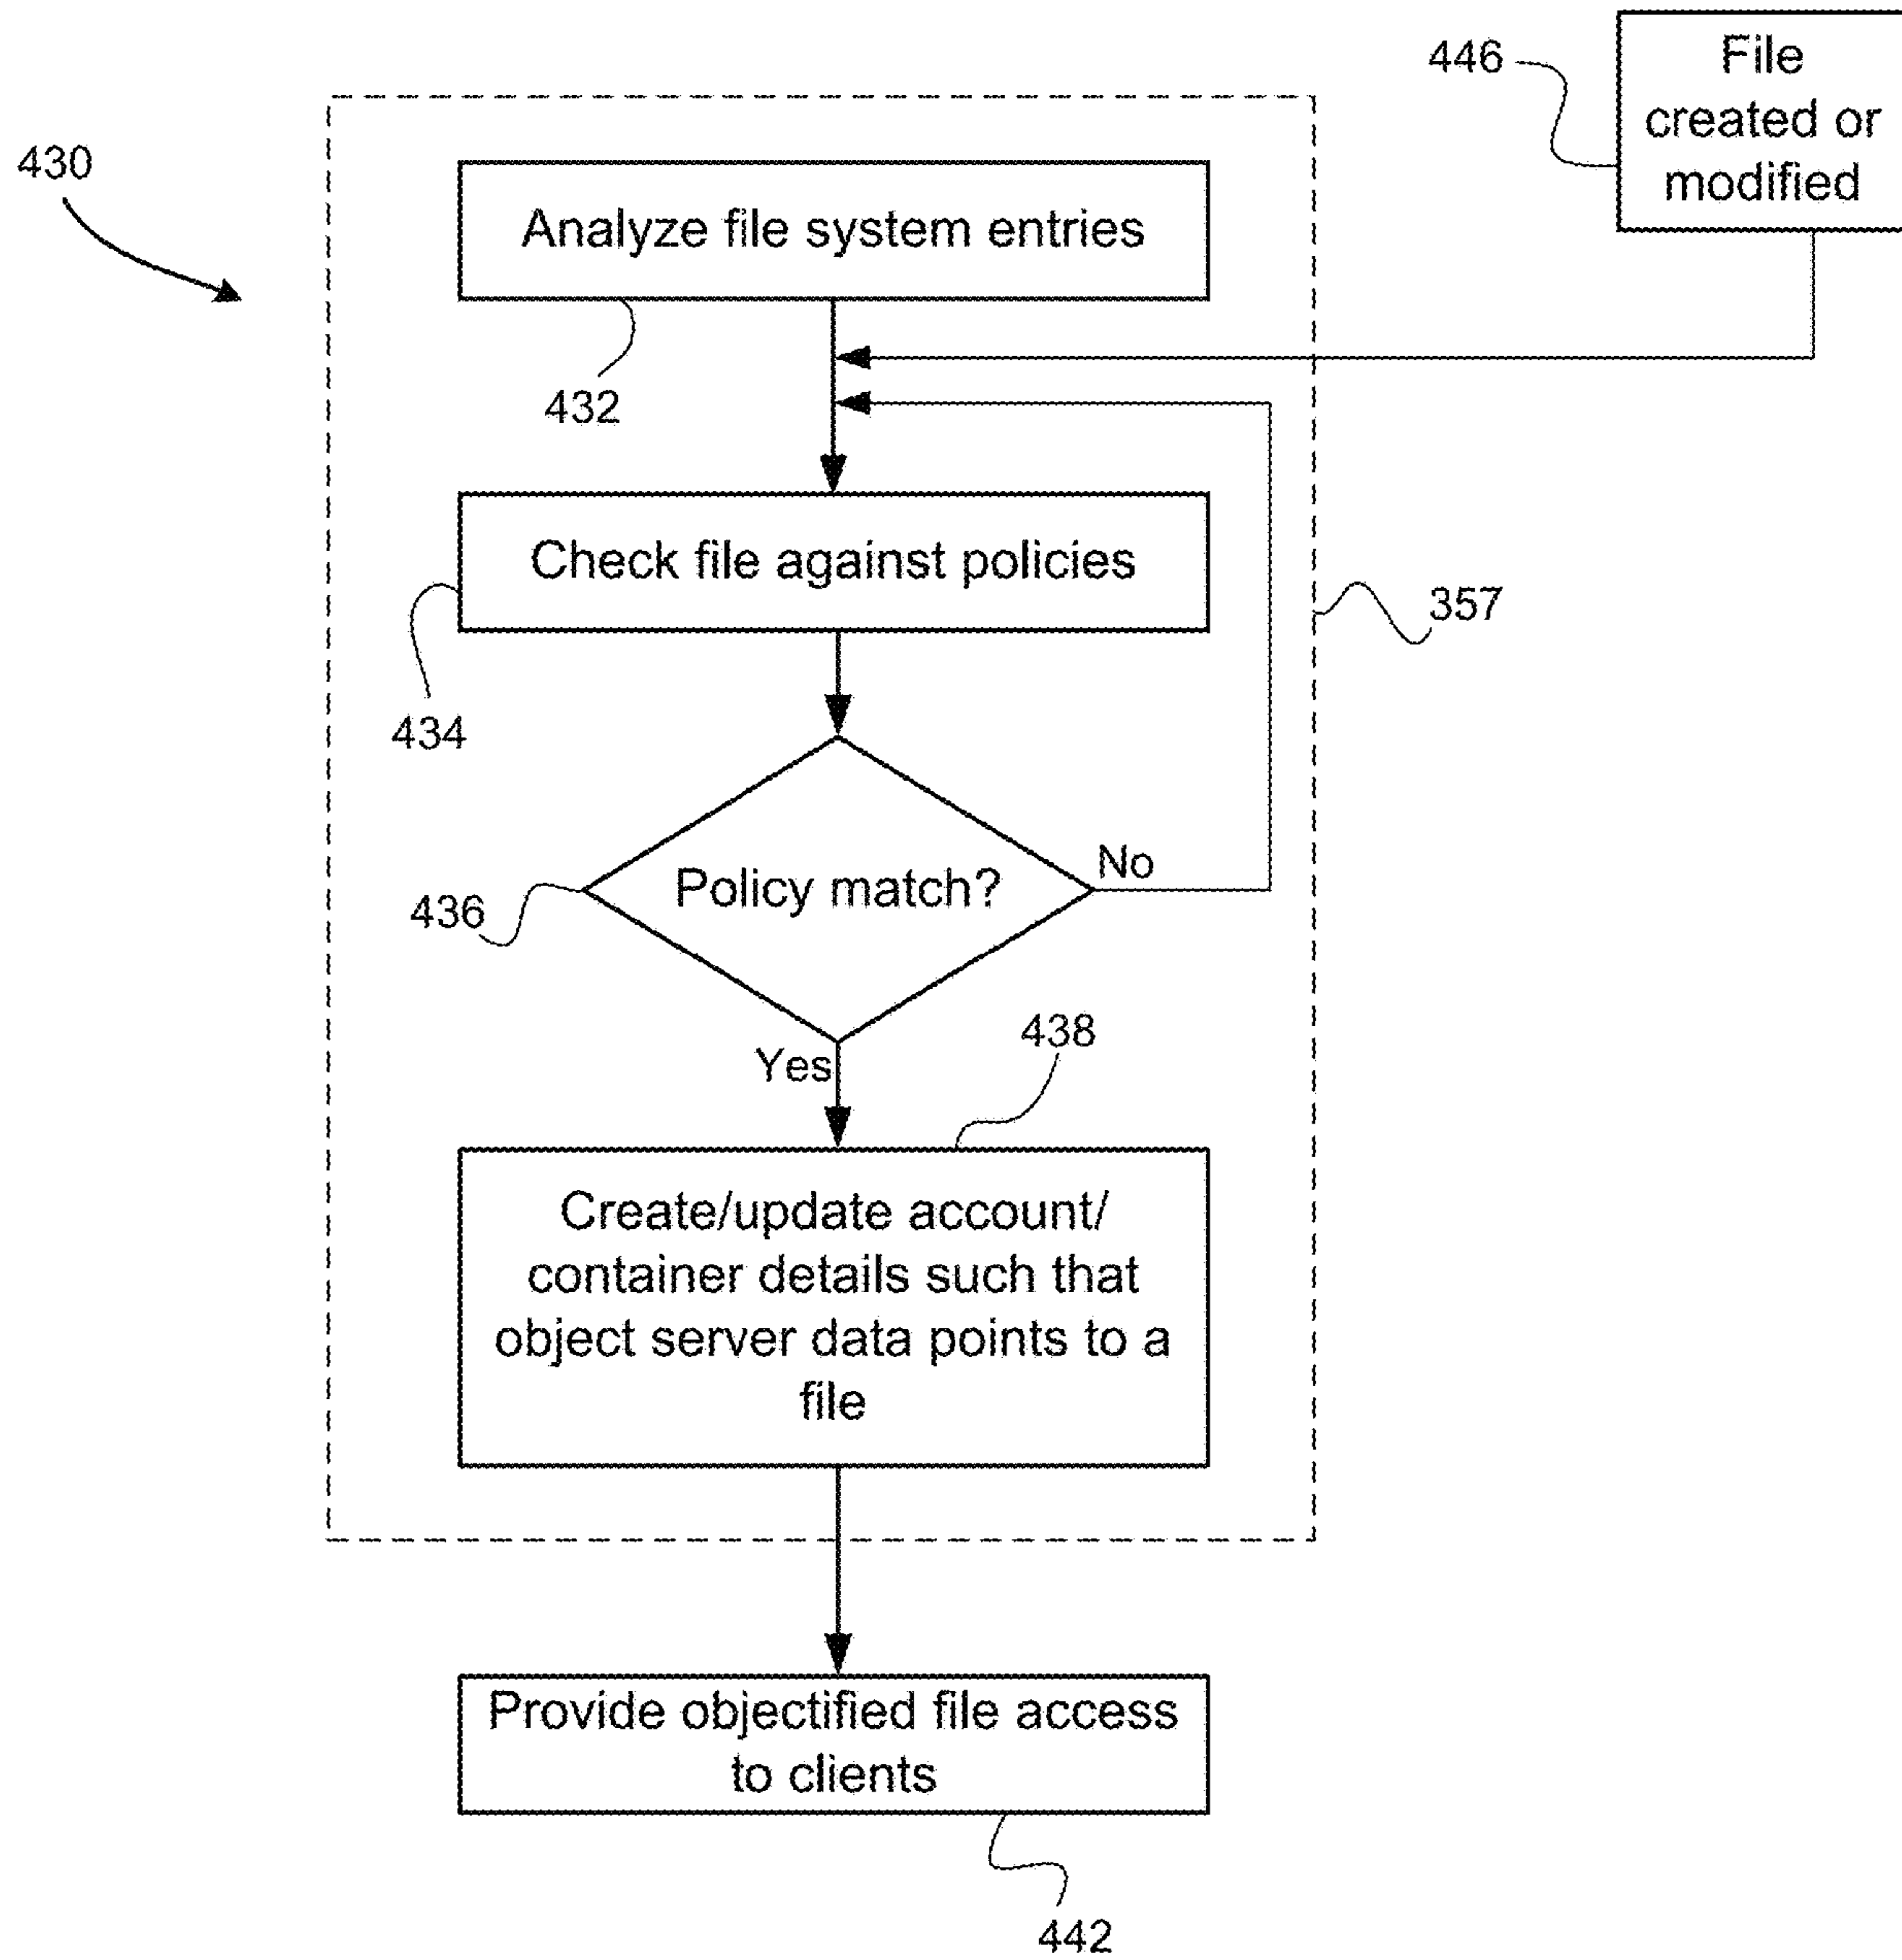 446
File
created or
modified
430
Analyze file system entries
432
Check file against policies
357
434
No
Policy match?
436
438
Yes
Create/update account/
container details such that
object server data points to a
file
Provide objectified file access
to clients
442